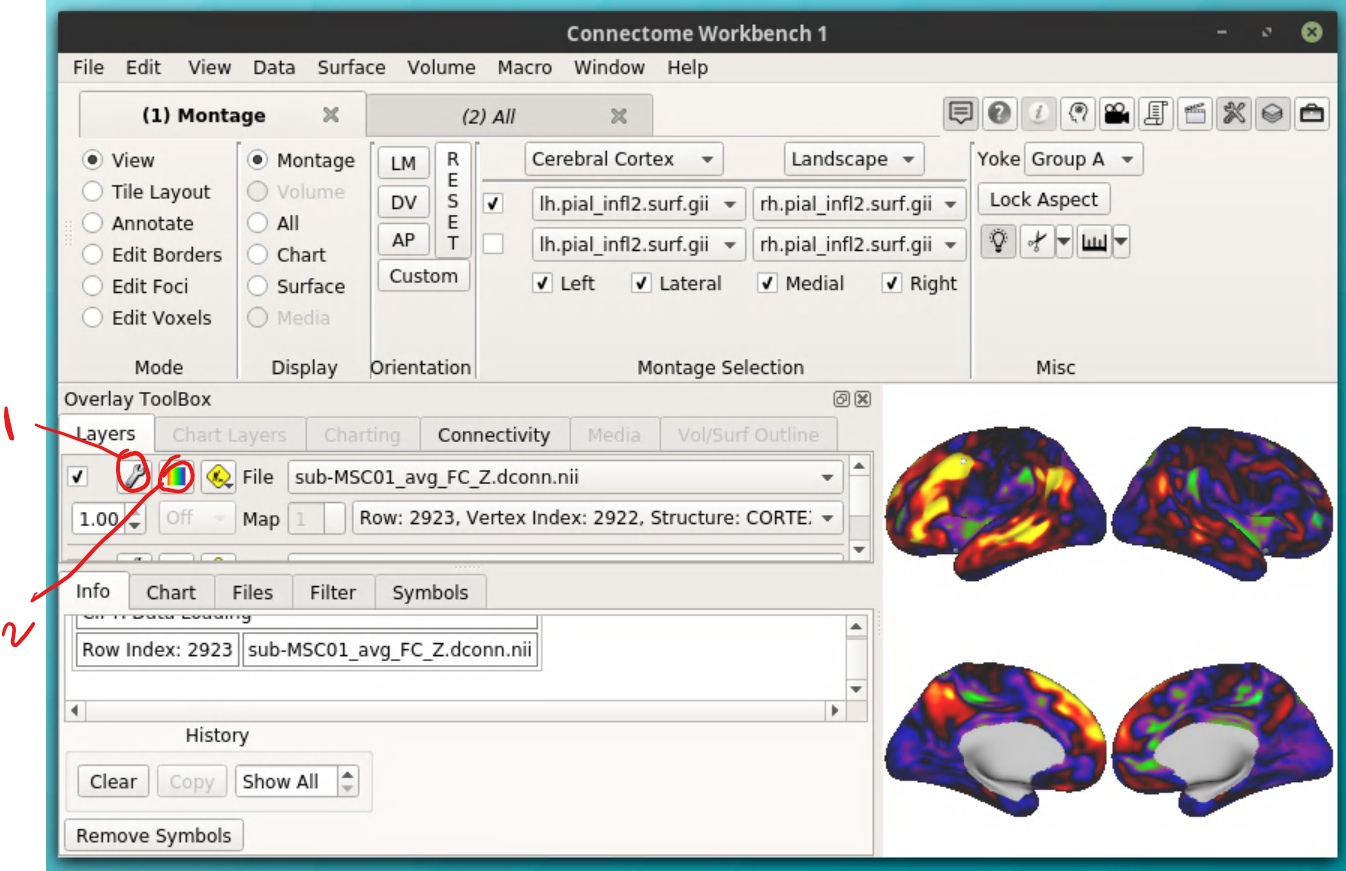 Connectome Workbench 1
File Edit View Data Surface Volume Macro Window Help
(1) Montage (2) All
View
Tile Layout
Annotate
Edit Borders
Edit Foci
Edit Voxels
Mode
Montage
Volume
All
Chart
Surface
Media
Display
LM
DV
AP
RESET
Custom
Orientation
Cerebral Cortex Landscape
lh.pial_infl2.surf.gii rh.pial_infl2.surf.gii
lh.pial_infl2.surf.gii rh.pial_infl2.surf.gii
Left Lateral Medial Right
Montage Selection
Yoke Group A
Lock Aspect
Misc
Overlay ToolBox
1
Layers Chart Layers Charting Connectivity Media Vol/Surf Outline
File sub-MSC01_avg_FC_Z.dconn.nii
1.00 Off Map 1 Row: 2923, Vertex Index: 2922, Structure: CORTE
2
Info Chart Files Filter Symbols
Row Index: 2923 sub-MSC01_avg_FC_Z.dconn.nii
History
Clear Copy Show All
Remove Symbols